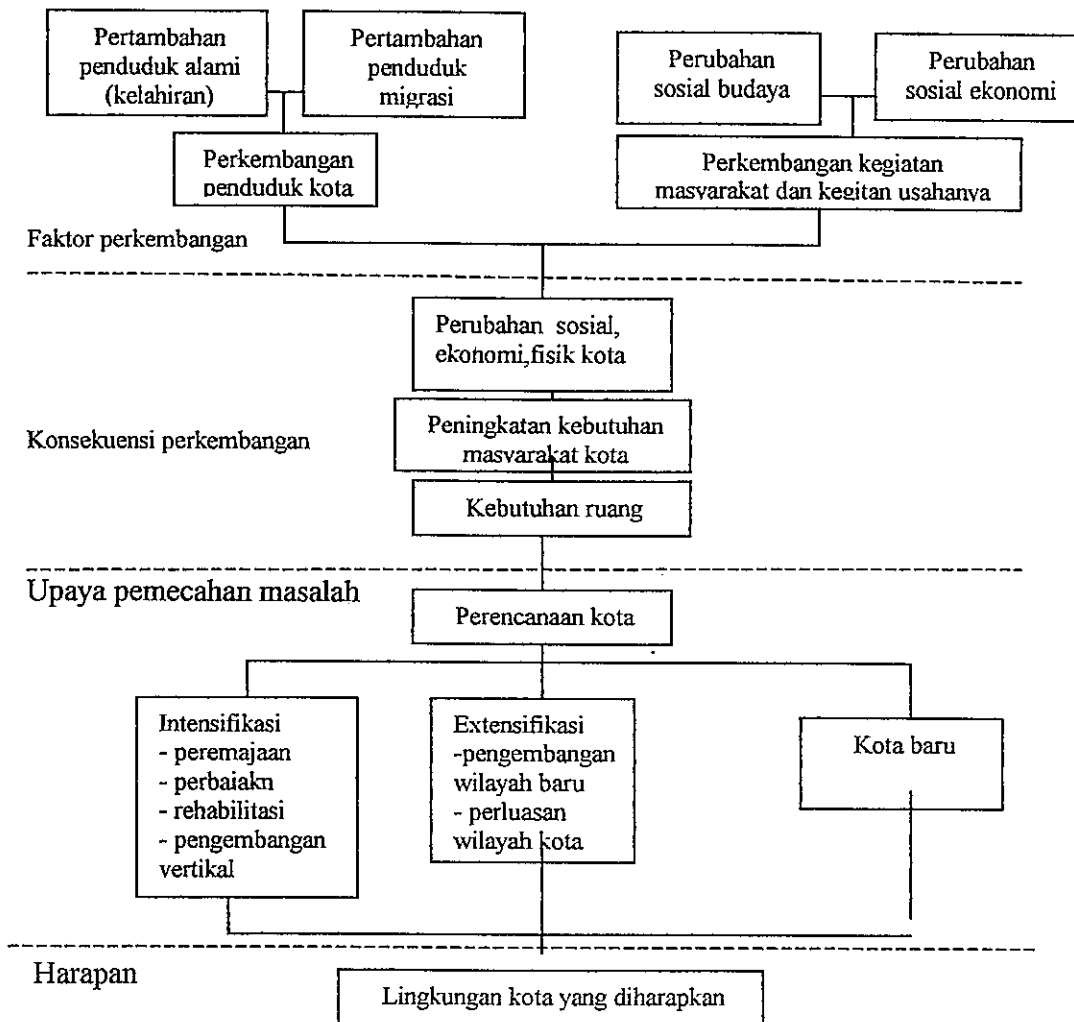 Pertambahan
penduduk alami
(kelahiran)
Pertambahan
penduduk
migrasi
Perubahan
sosial budaya
Perubahan
sosial ekonomi
Perkembangan
penduduk kota
Perkembangan kegiatan
masyarakat dan kegitan usahanya
Faktor perkembangan
Perubahan sosial,
ekonomi,fisik kota
Konsekuensi perkembangan
Peningkatan kebutuhan
masyarakat kota
Kebutuhan ruang
Upaya pemecahan masalah
Perencanaan kota
Intensifikasi
- peremajaan
- perbaiakn
- rehabilitasi
- pengembangan
vertikal
Extensifikasi
-pengembangan
wilayah baru
- perluasan
wilayah kota
Kota baru
Harapan
Lingkungan kota yang diharapkan